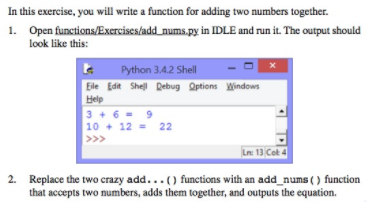 In this exercise, you will write a function for adding two numbers together.
1. Open functions/Exercises/add_nums.py in IDLE and run it. The output should
look like this:
Python 3.4.2 Shell
File Edit Shell Debug Options Windows
Help
3 + 6 = 9
10 + 12 = 22
>>>
Ln: 13 Col: 4
2. Replace the two crazy add...() functions with an add_nums() function
that accepts two numbers, adds them together, and outputs the equation.